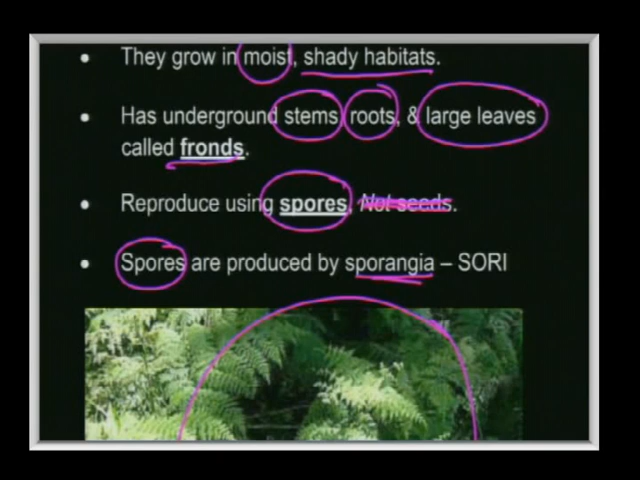 They grow in moist, shady habitats.
Has underground stems, roots, & large leaves
called fronds.
Reproduce using spores, Not seeds.
Spores are produced by sporangia – SORI